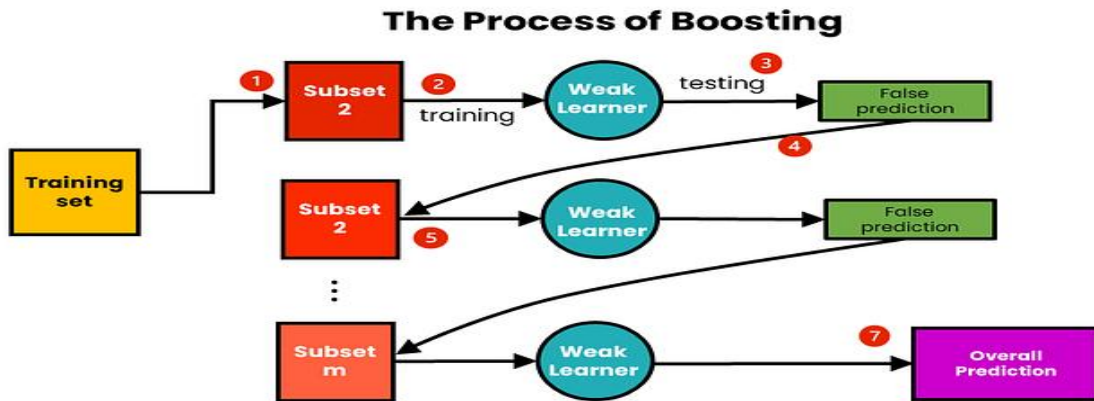 The Process of Boosting
1
Subset
2
2
training
Weak
Learner
3
testing
False
prediction
4
Training
set
Subset
2
5
Weak
Learner
False
prediction
...
Subset
m
Weak
Learner
7
Overall
Prediction